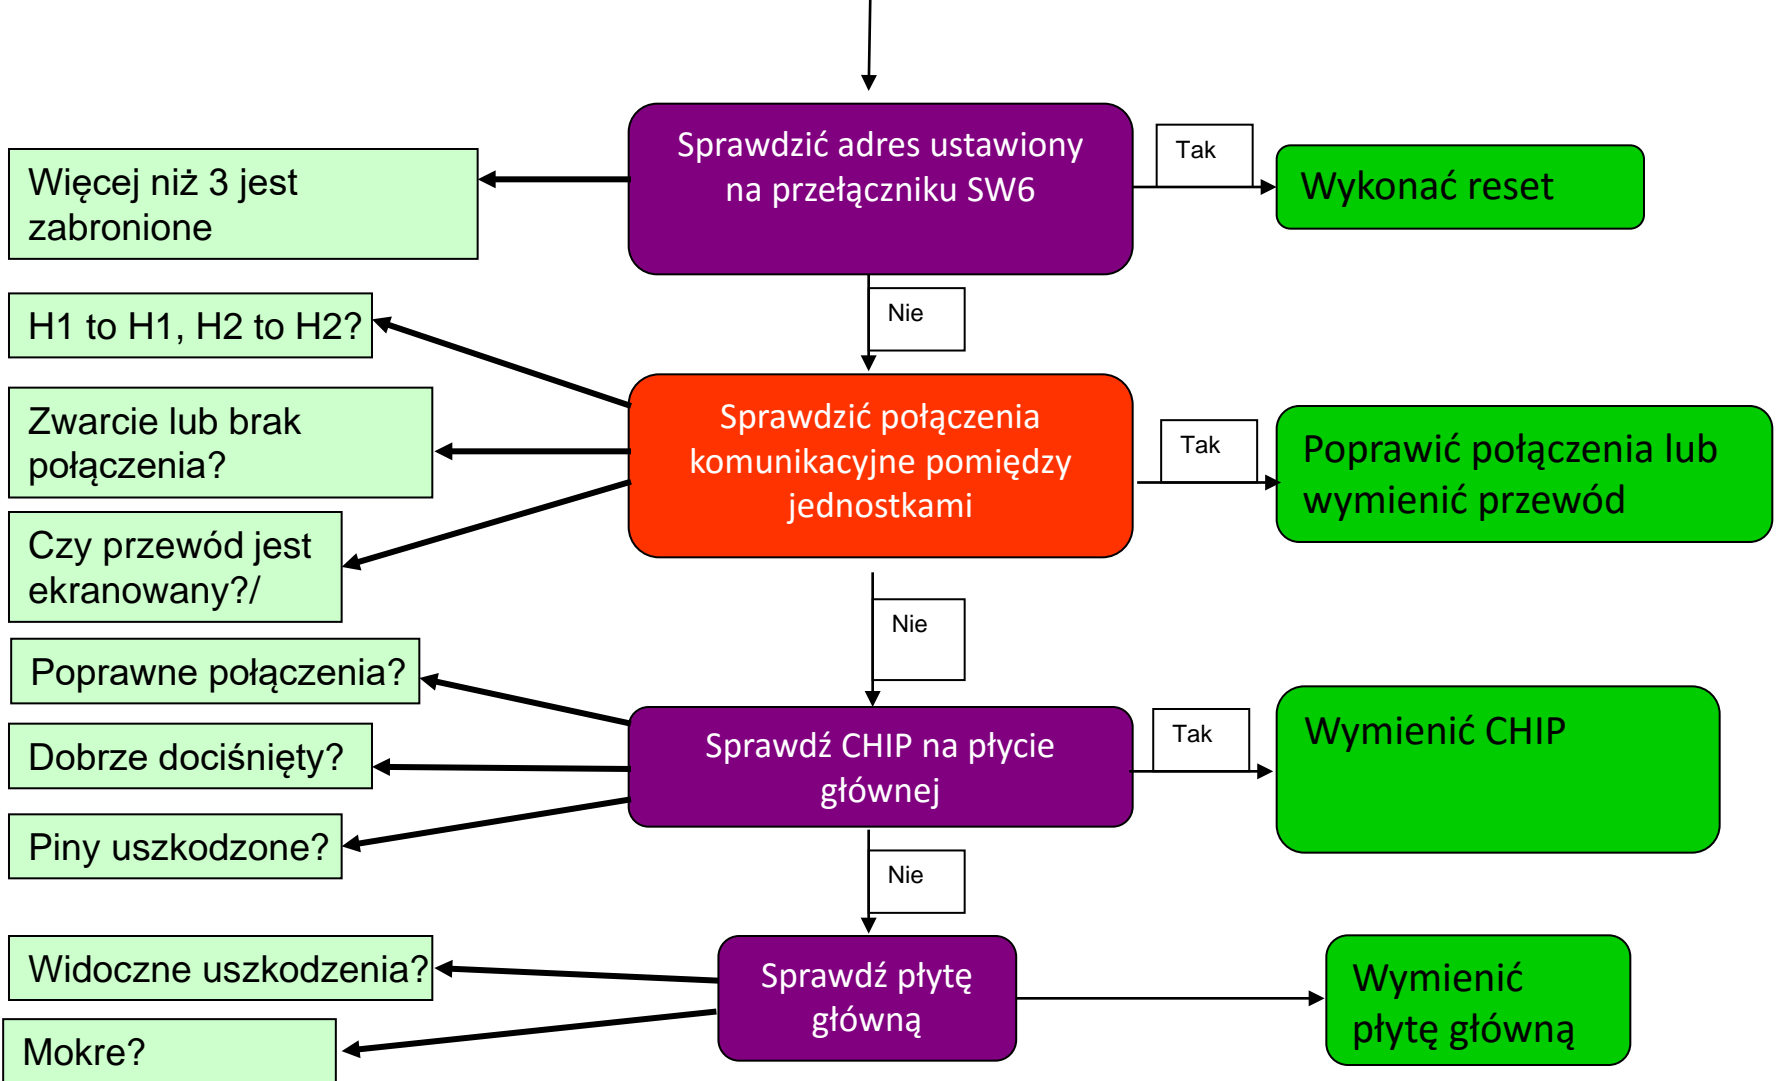 Sprawdzić adres ustawiony
na przełączniku SW6
Tak
Wykonać reset
Więcej niż 3 jest
zabronione
Nie
H1 to H1, H2 to H2?
Zwarcie lub brak
połączenia?
Czy przewód jest
ekranowany?/
Sprawdzić połączenia
komunikacyjne pomiędzy
jednostkami
Tak
Poprawić połączenia lub
wymienić przewód
Nie
Poprawne połączenia?
Dobrze dociśnięty?
Piny uszkodzone?
Sprawdź CHIP na płycie
głównej
Tak
Wymienić CHIP
Nie
Widoczne uszkodzenia?
Mokre?
Sprawdź płytę
główną
Wymienić
płytę główną